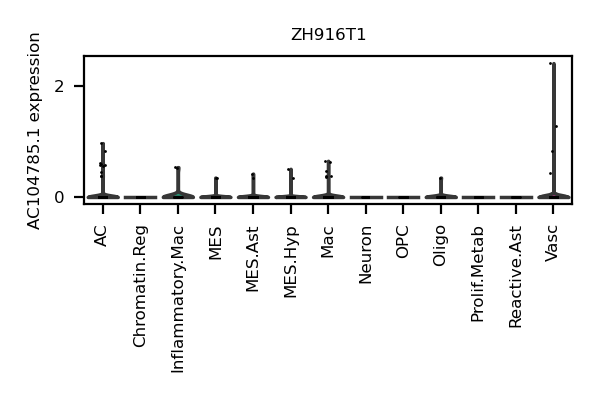 ZH916T1
AC104785.1 expression
2
0
AC
Chromatin.Reg
Inflammatory.Mac
MES
MES.Ast
MES.Hyp
Mac
Neuron
OPC
Oligo
Prolif.Metab
Reactive.Ast
Vasc